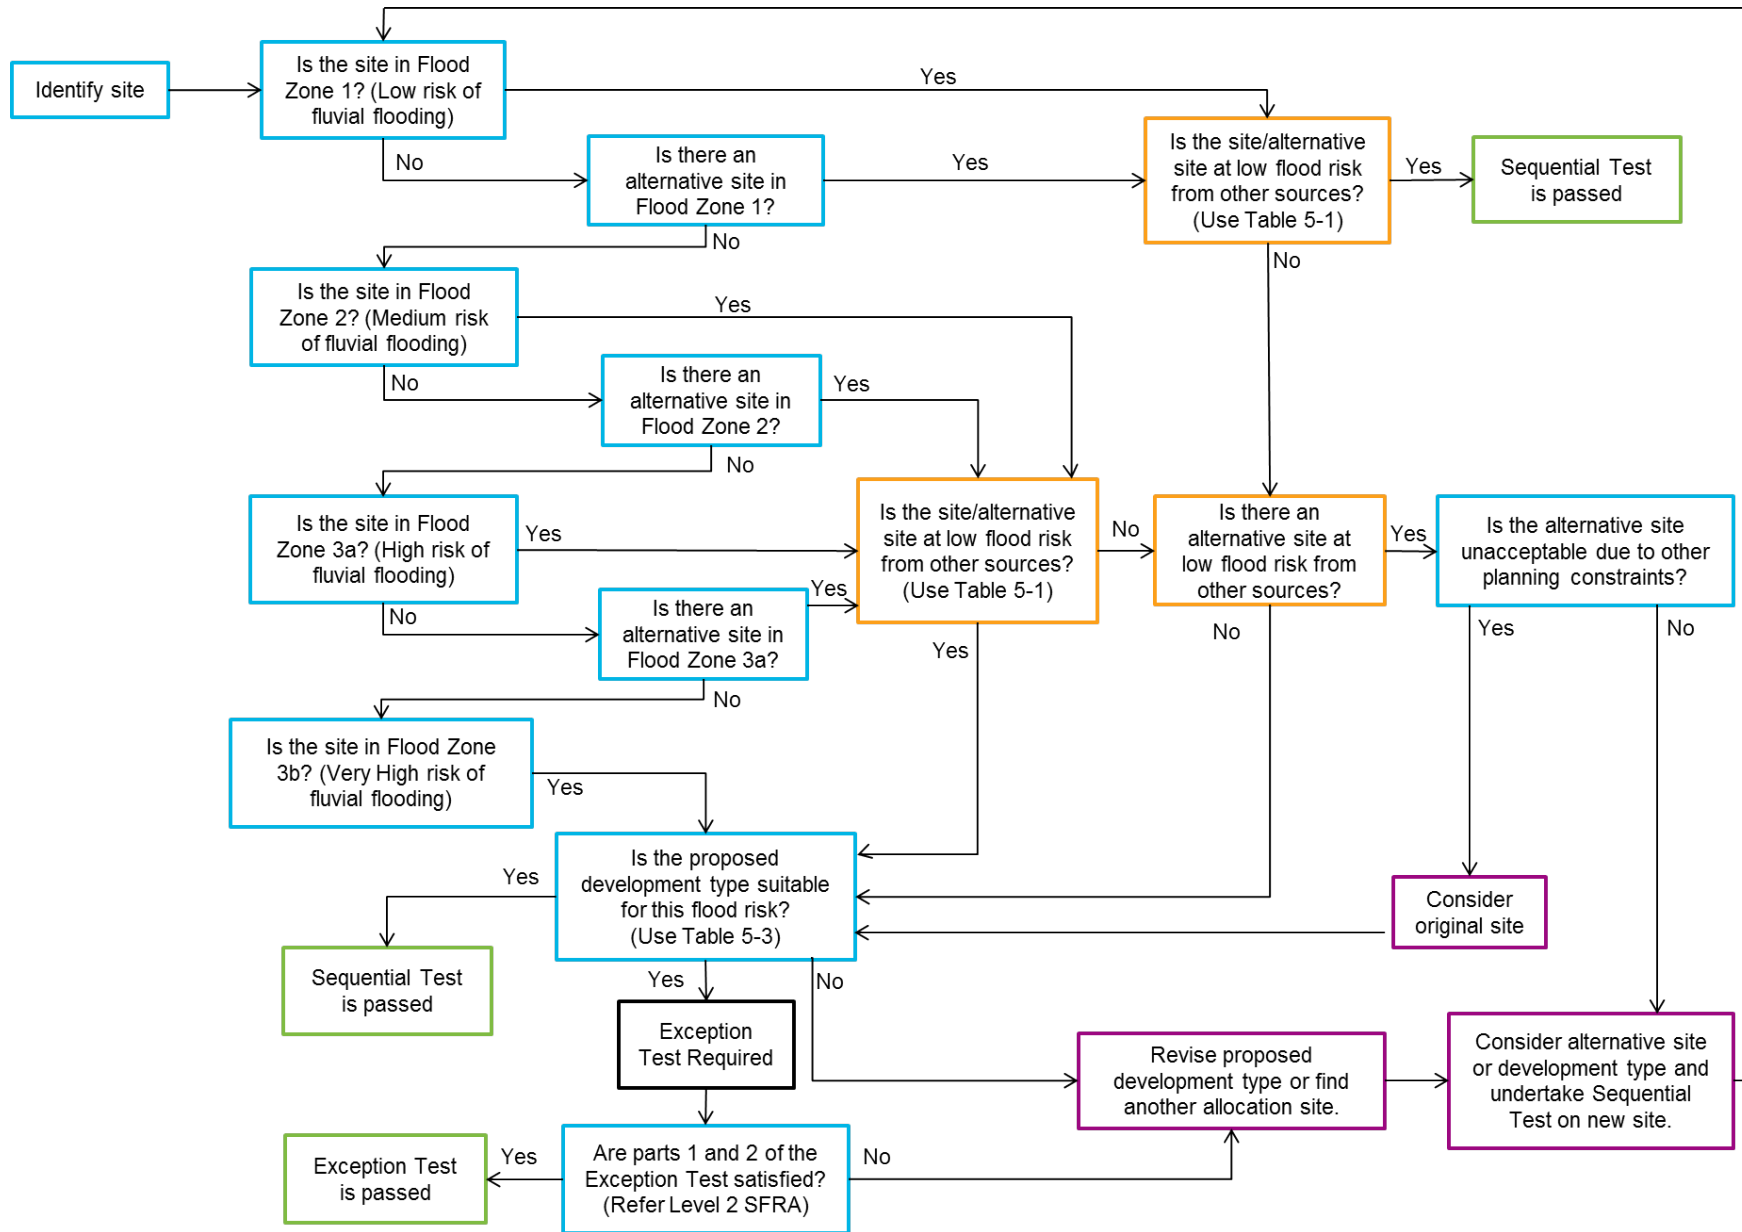 Identify site
Is the site in Flood
Zone 1? (Low risk of
fluvial flooding)
Yes
No
Is there an
alternative site in
Flood Zone 1?
Yes
Is the site/alternative
site at low flood risk
from other sources?
(Use Table 5-1)
Yes
Sequential Test
is passed
No
No
Is the site in Flood
Zone 2? (Medium risk
of fluvial flooding)
Yes
No
Is there an
alternative site in
Flood Zone 2?
Yes
No
Is the site in Flood
Zone 3a? (High risk of
fluvial flooding)
Yes
Is the site/alternative
site at low flood risk
from other sources?
(Use Table 5-1)
No
Is there an
alternative site at
low flood risk from
other sources?
Yes
Is the alternative site
unacceptable due to other
planning constraints?
No
Is there an
alternative site in
Flood Zone 3a?
Yes
Yes
No
Yes
No
No
Is the site in Flood Zone
3b? (Very High risk of
fluvial flooding)
Yes
Is the proposed
development type suitable
for this flood risk?
(Use Table 5-3)
Yes
Consider
original site
Sequential Test
is passed
Yes
No
Exception
Test Required
Revise proposed
development type or find
another allocation site.
Consider alternative site
or development type and
undertake Sequential
Test on new site.
Exception Test
is passed
Yes
Are parts 1 and 2 of the
Exception Test satisfied?
(Refer Level 2 SFRA)
No